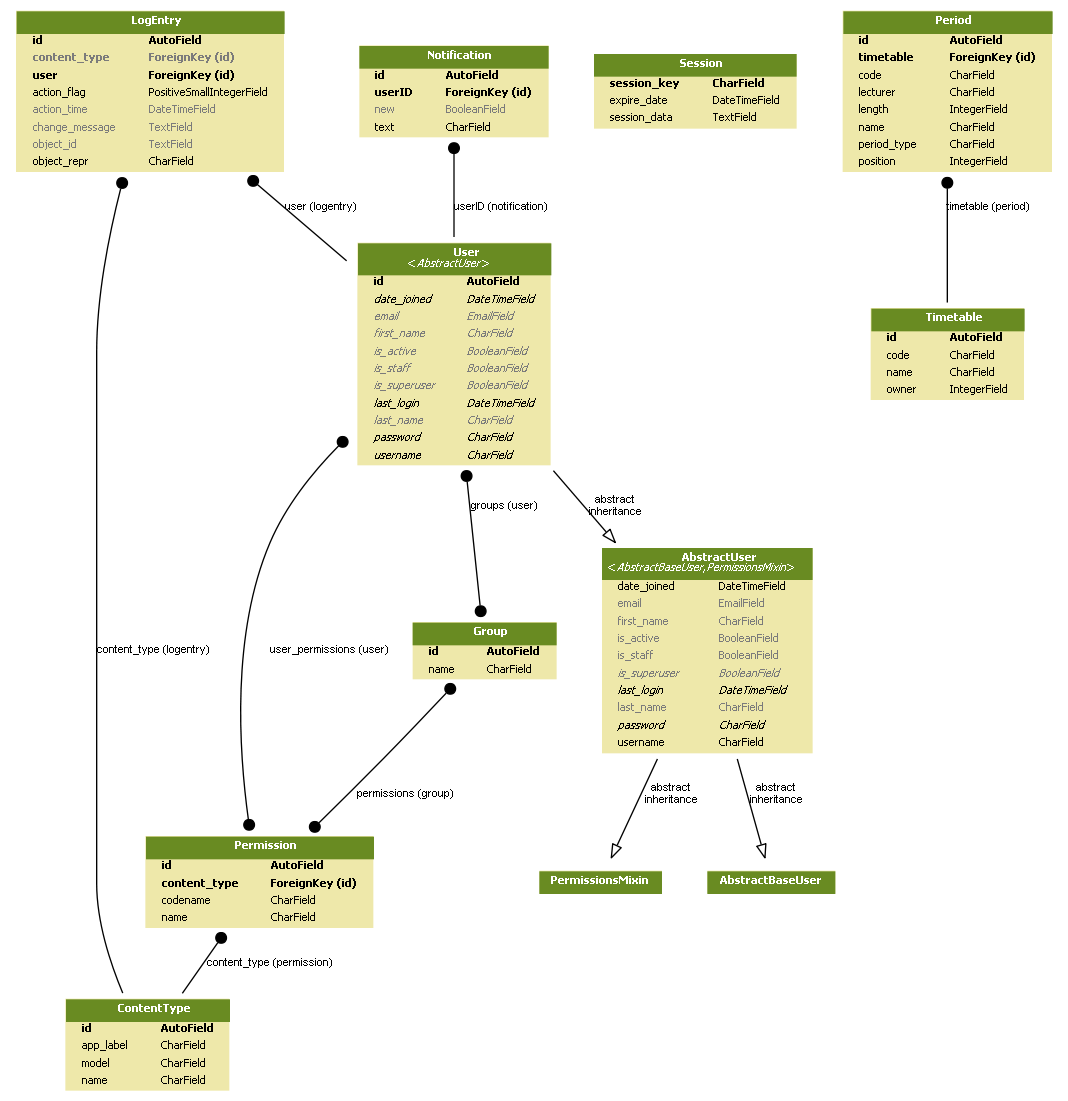 LogEntry
id AutoField
content_type ForeignKey (id)
user ForeignKey (id)
action_flag PositiveSmallIntegerField
action_time DateTimeField
change_message TextField
object_id TextField
object_repr CharField
Notification
id AutoField
userID ForeignKey (id)
new BooleanField
text CharField
Session
session_key CharField
expire_date DateTimeField
session_data TextField
Period
id AutoField
timetable ForeignKey (id)
code CharField
lecturer CharField
length IntegerField
name CharField
period_type CharField
position IntegerField
user (logentry)
userID (notification)
timetable (period)
User
<AbstractUser>
id AutoField
date_joined DateTimeField
email EmailField
first_name CharField
is_active BooleanField
is_staff BooleanField
is_superuser BooleanField
last_login DateTimeField
last_name CharField
password CharField
username CharField
Timetable
id AutoField
code CharField
name CharField
owner IntegerField
groups (user)
abstract
inheritance
AbstractUser
<AbstractBaseUser,PermissionsMixin>
date_joined DateTimeField
email EmailField
first_name CharField
is_active BooleanField
is_staff BooleanField
is_superuser BooleanField
last_login DateTimeField
last_name CharField
password CharField
username CharField
Group
id AutoField
name CharField
content_type (logentry)
user_permissions (user)
permissions (group)
abstract
inheritance
abstract
inheritance
Permission
id AutoField
content_type ForeignKey (id)
codename CharField
name CharField
PermissionsMixin
AbstractBaseUser
content_type (permission)
ContentType
id AutoField
app_label CharField
model CharField
name CharField